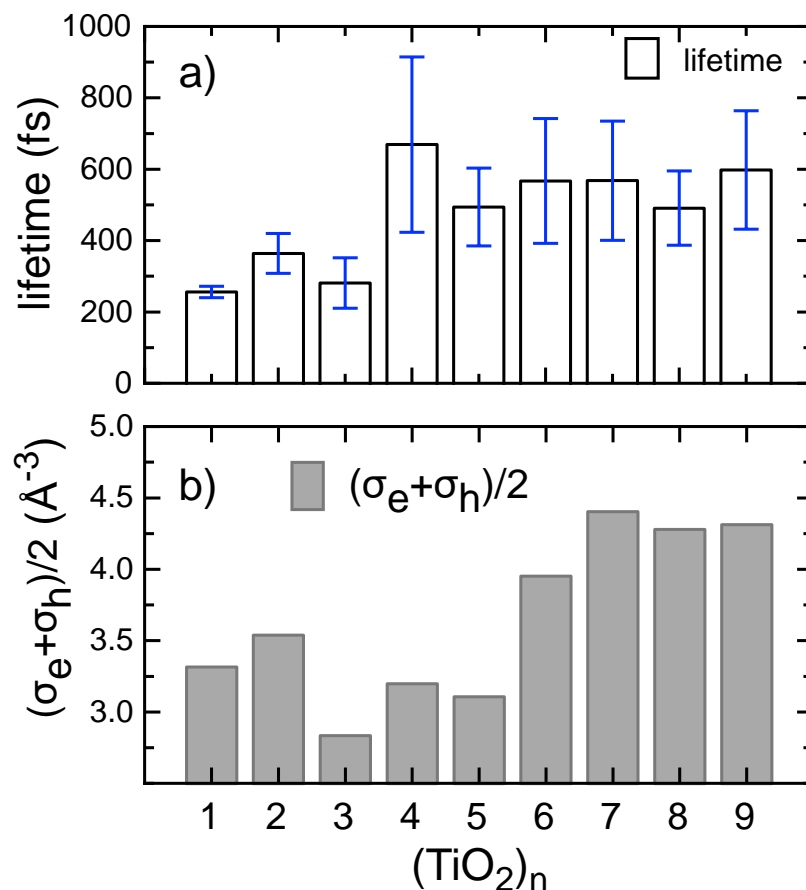 a)
lifetime
lifetime (fs)
1000
800
600
400
200
0
b)
(σe+σh)/2
(σe+σh)/2 (Å-3)
5.0
4.5
4.0
3.5
3.0
1 2 3 4 5 6 7 8 9
(TiO2)n